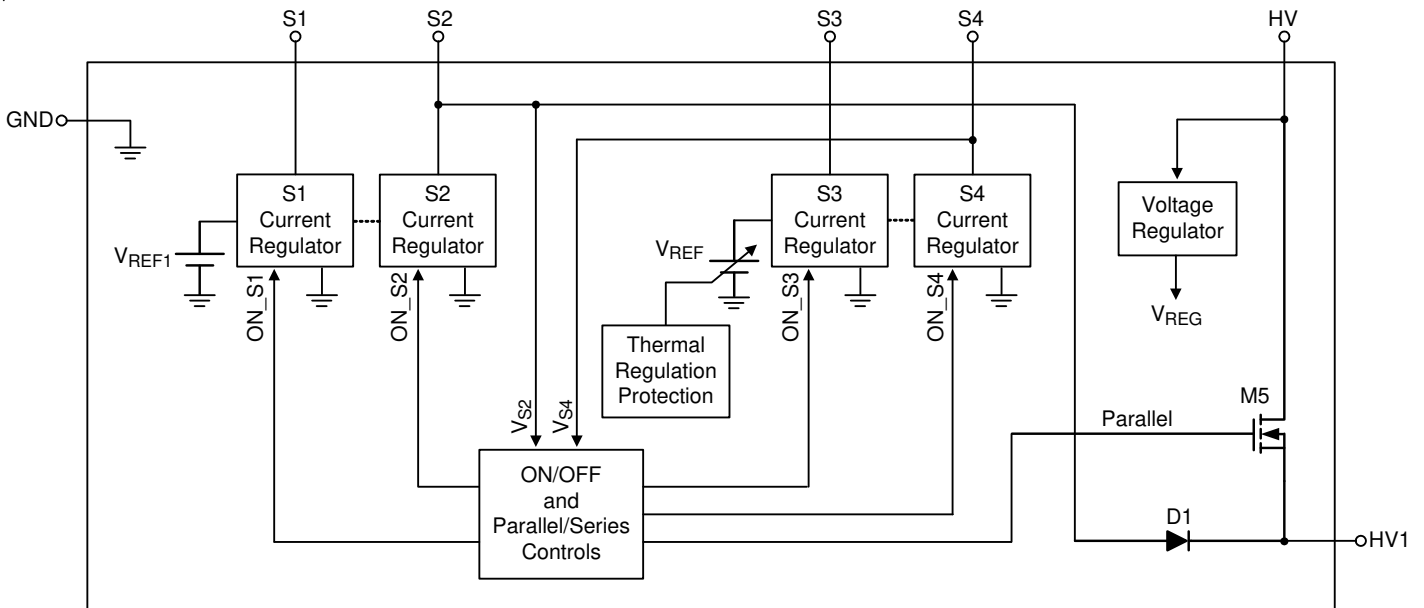 S1
S2
S3
S4
HV
GND
S1
Current
Regulator
S2
Current
Regulator
S3
Current
Regulator
S4
Current
Regulator
Voltage
Regulator
VREF1
VREF
VREG
ON_S1
ON_S2
ON_S3
ON_S4
Thermal
Regulation
Protection
VS2
VS4
M5
Parallel
ON/OFF
and
Parallel/Series
Controls
D1
HV1